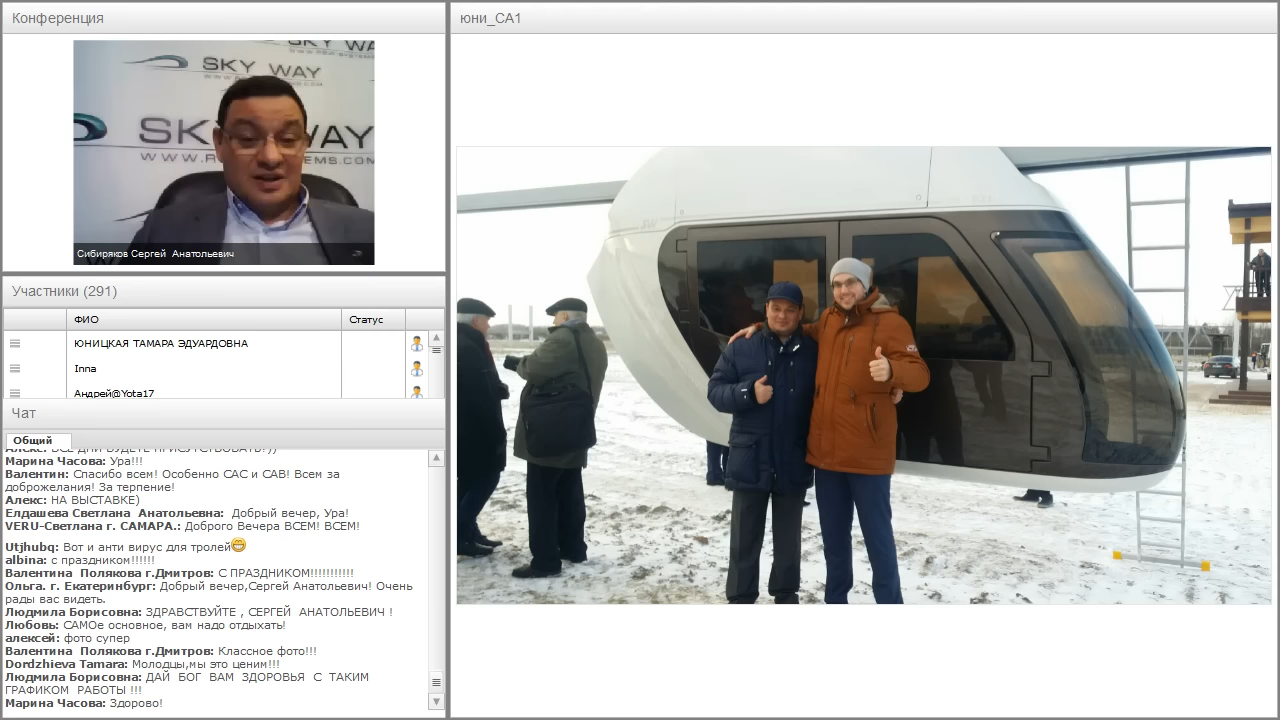 Конференция
SKY WAY
SKY WAY
SKY WAY
Сибиряков Сергей Анатольевич
Участники (291)
ФИО
Статус
ЮНИЦКАЯ ТАМАРА ЭДУАРДОВНА
Inna
Андрей@Yota17
Чат
Общий
Марина Часова: Ура!!!
Валентин: Спасибо всем! Особенно САС и САВ! Всем за
доброжелания! За терпение!
Алекс: НА ВЫСТАВКЕ)
Елдашева Светлана Анатольевна: Добрый вечер, Ура!
VERU-Светлана г. САМАРА.: Доброго Вечера ВСЕМ! ВСЕМ!
Utjhubq: Вот и анти вирус для тролей
albina: с праздником!!!!!!
Валентина Полякова г.Дмитров: С ПРАЗДНИКОМ!!!!!!!!!!!
Ольга. г. Екатеринбург: Добрый вечер,Сергей Анатольевич! Очень
рады вас видеть.
Людмила Борисовна: ЗДРАВСТВУЙТЕ , СЕРГЕЙ АНАТОЛЬЕВИЧ !
Любовь: САМОе основное, вам надо отдыхать!
алексей: фото супер
Валентина Полякова г.Дмитров: Классное фото!!!
Dordzhieva Tamara: Молодцы,мы это ценим!!!
Людмила Борисовна: ДАЙ БОГ ВАМ ЗДОРОВЬЯ С ТАКИМ
ГРАФИКОМ РАБОТЫ !!!
Марина Часова: Здорово!
юни_СА1